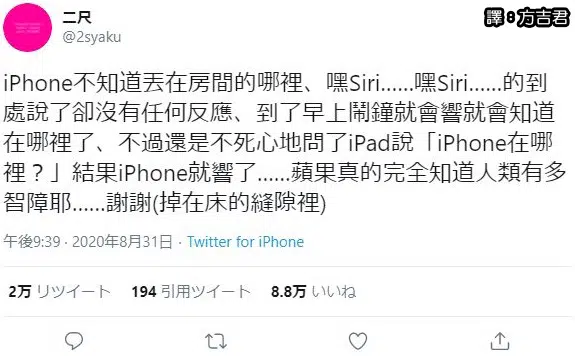 二尺
@2syaku
譯:方吉君
iPhone不知道丟在房間的哪裡、嘿Siri......嘿Siri......的到
處說了卻沒有任何反應、到了早上鬧鐘就會響就會知道
在哪裡了、不過還是不死心地問了iPad說「iPhone在哪
裡？」結果iPhone就響了......蘋果真的完全知道人類有多
智障耶......謝謝(掉在床的縫隙裡)
午後9:39 · 2020年8月31日 · Twitter for iPhone
2万 リツイート 194 引用ツイート 8.8万 いいね